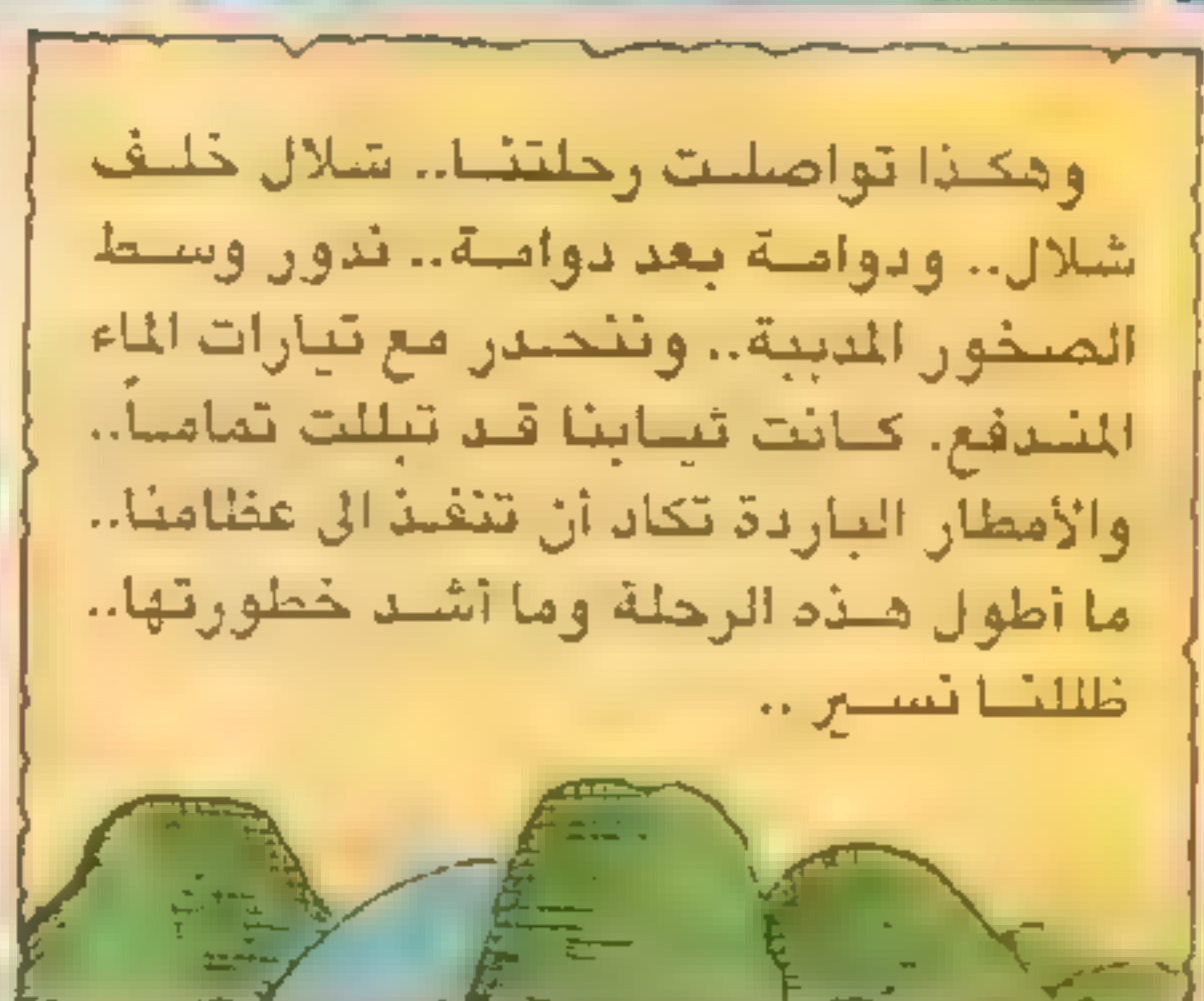 وهكذا تواصلت رحلتنا.. شلال خلف
شلال.. ودوامة بعد دوامة.. ندور وسط
الصخور المدببة.. وننحدر مع تيارات الماء
المندفع. كانت ثيابنا قد تبللت تماماً..
والأمطار الباردة تكاد أن تنفذ الى عظامنا..
ما أطول هذه الرحلة وما أشد خطورتها..
ظللنا نسير ..